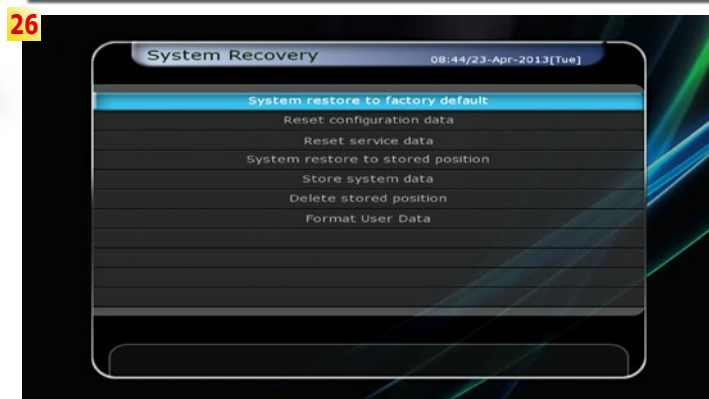 26
System Recovery 08:44/23-Apr-2013[Tue]
System restore to factory default
Reset configuration data
Reset service data
System restore to stored position
Store system data
Delete stored position
Format User Data